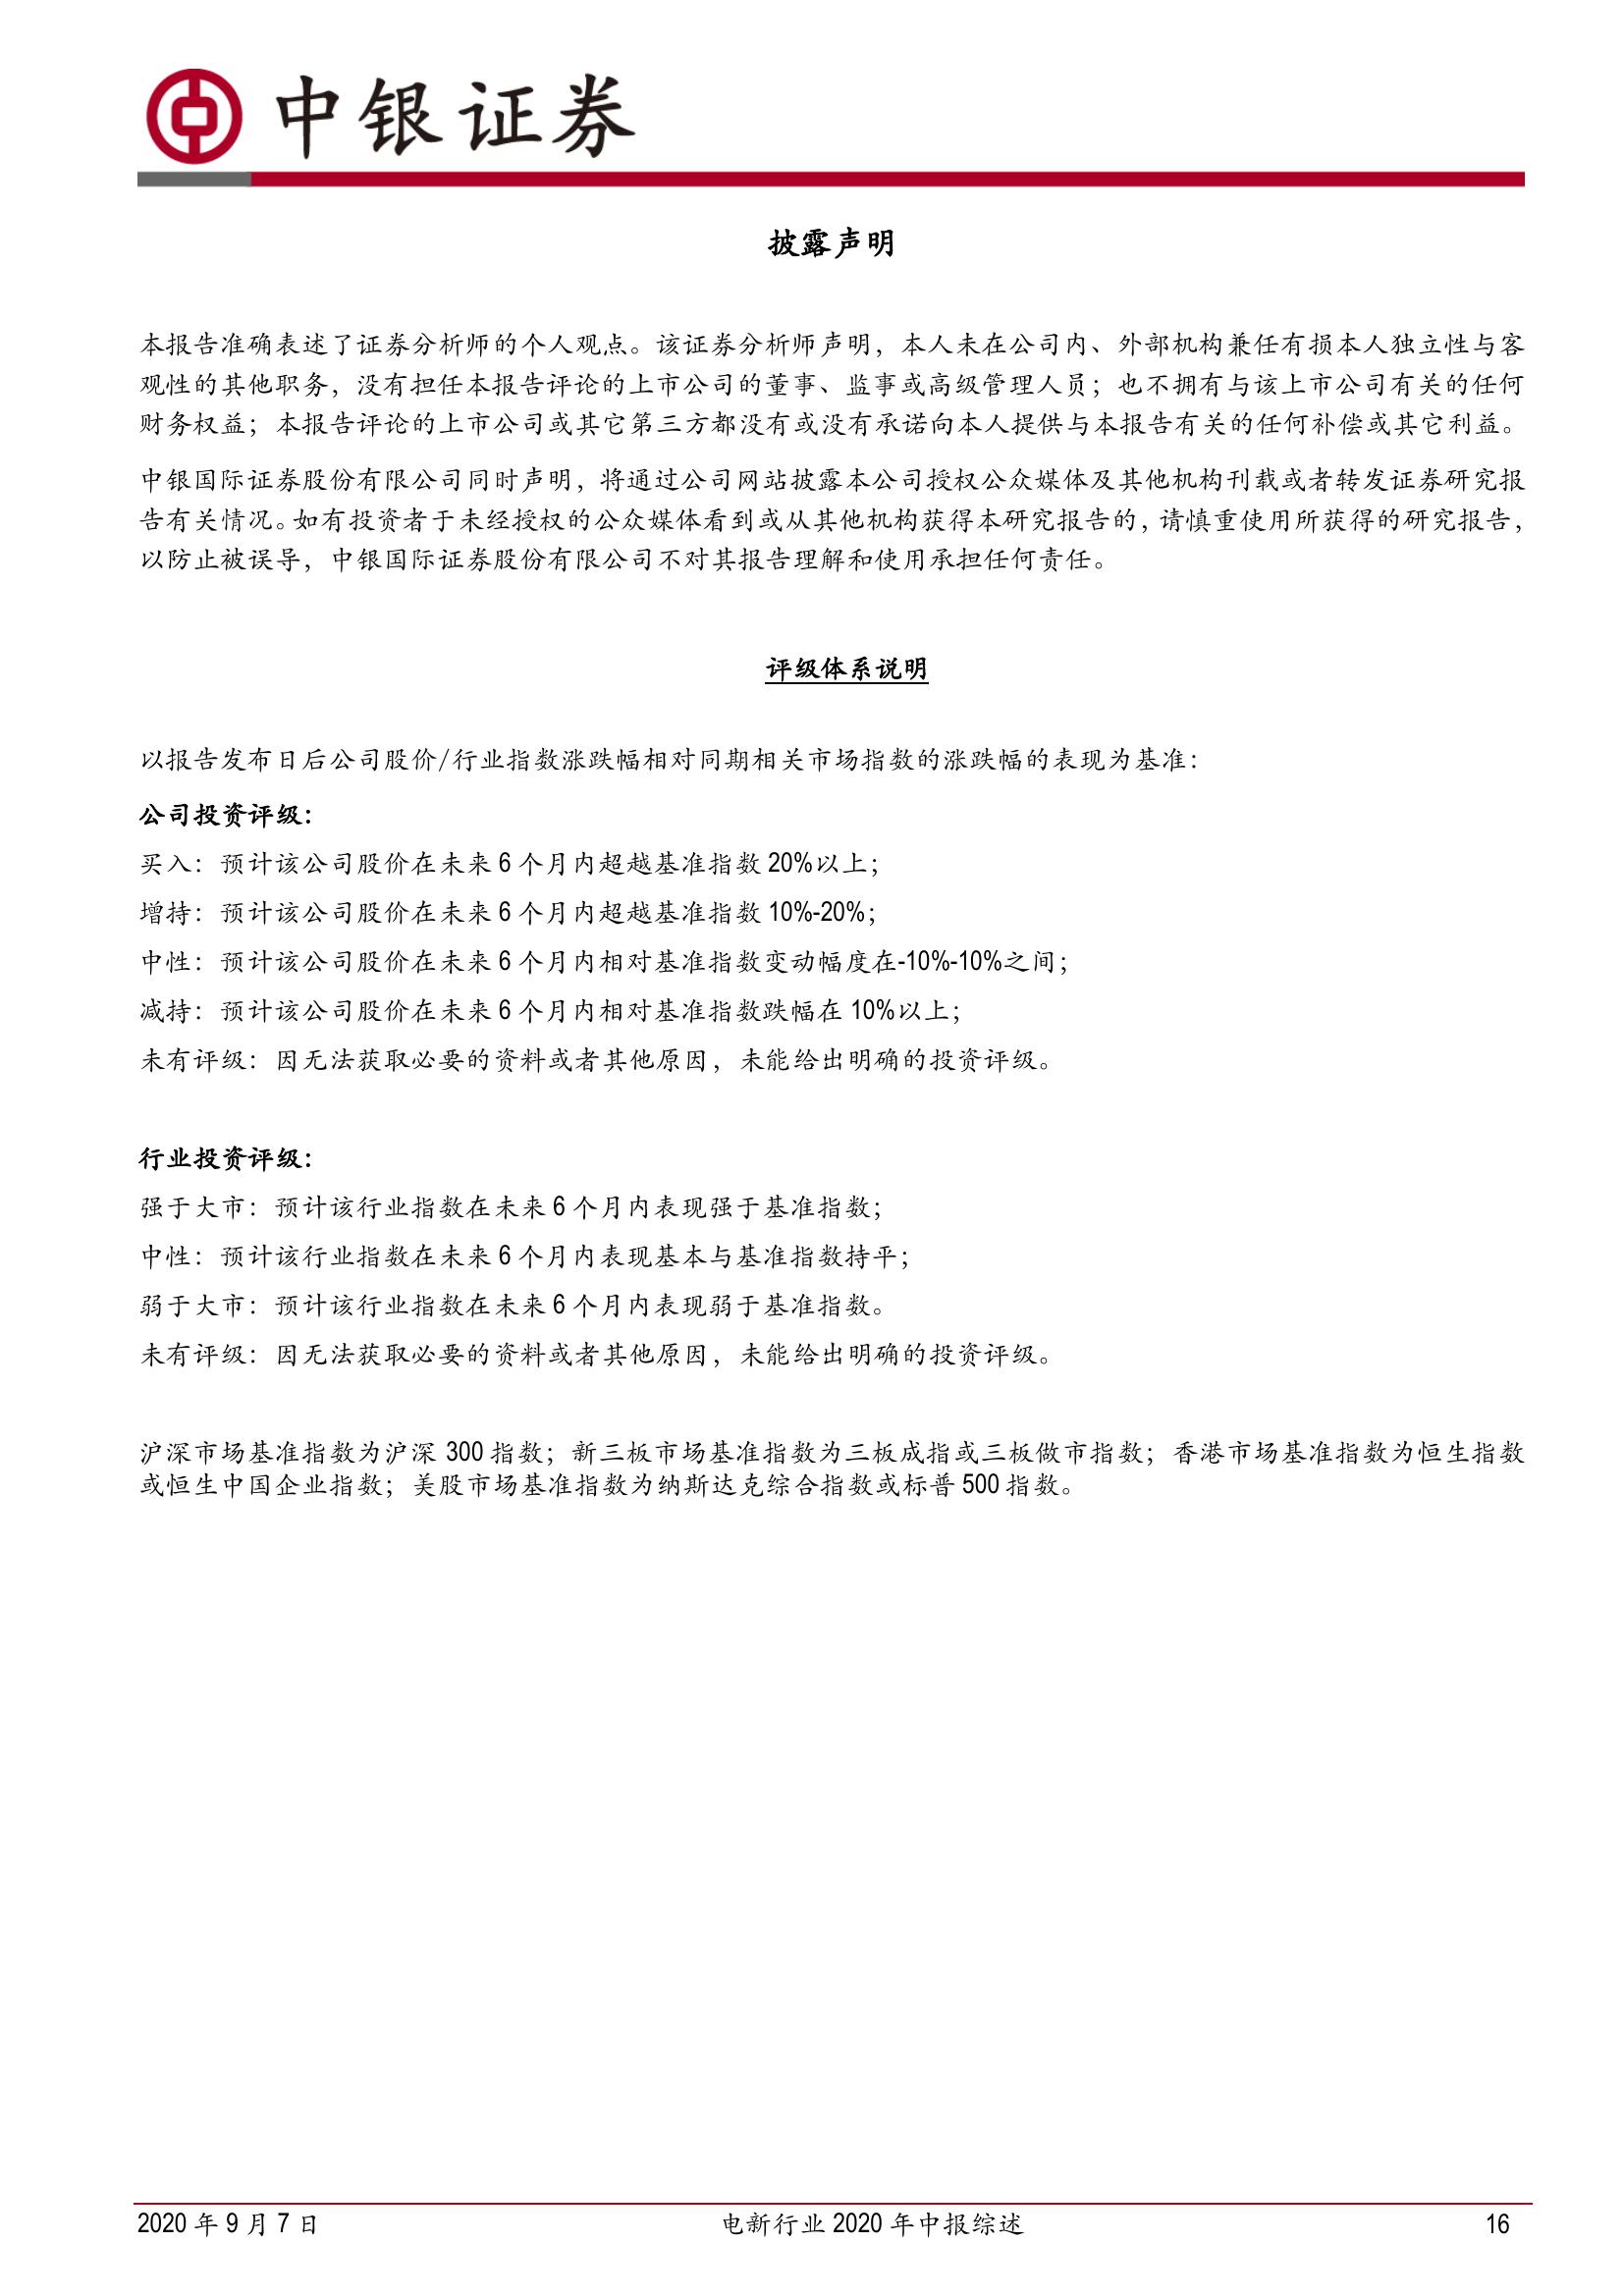 中银证券
披露声明
本报告准确表述了证券分析师的个人观点。该证券分析师声明，本人未在公司内、外部机构兼任有损本人独立性与客
观性的其他职务，没有担任本报告评论的上市公司的董事、监事或高级管理人员；也不拥有与该上市公司有关的任何
财务权益；本报告评论的上市公司或其它第三方都没有或没有承诺向本人提供与本报告有关的任何补偿或其它利益。
中银国际证券股份有限公司同时声明，将通过公司网站披露本公司授权公众媒体及其他机构刊载或者转发证券研究报
告有关情况。如有投资者于未经授权的公众媒体看到或从其他机构获得本研究报告的，请慎重使用所获得的研究报告，
以防止被误导，中银国际证券股份有限公司不对其报告理解和使用承担任何责任。
评级体系说明
以报告发布日后公司股价/行业指数涨跌幅相对同期相关市场指数的涨跌幅的表现为基准：
公司投资评级：
买入：预计该公司股价在未来 6 个月内超越基准指数 20%以上；
增持：预计该公司股价在未来 6 个月内超越基准指数 10%-20%；
中性：预计该公司股价在未来 6 个月内相对基准指数变动幅度在-10%-10%之间；
减持：预计该公司股价在未来 6 个月内相对基准指数跌幅在 10%以上；
未有评级：因无法获取必要的资料或者其他原因，未能给出明确的投资评级。
行业投资评级：
强于大市：预计该行业指数在未来 6 个月内表现强于基准指数；
中性：预计该行业指数在未来 6 个月内表现基本与基准指数持平；
弱于大市：预计该行业指数在未来 6 个月内表现弱于基准指数。
未有评级：因无法获取必要的资料或者其他原因，未能给出明确的投资评级。
沪深市场基准指数为沪深 300 指数；新三板市场基准指数为三板成指或三板做市指数；香港市场基准指数为恒生指数
或恒生中国企业指数；美股市场基准指数为纳斯达克综合指数或标普 500 指数。
2020 年 9 月 7 日 电新行业 2020 年中报综述 16